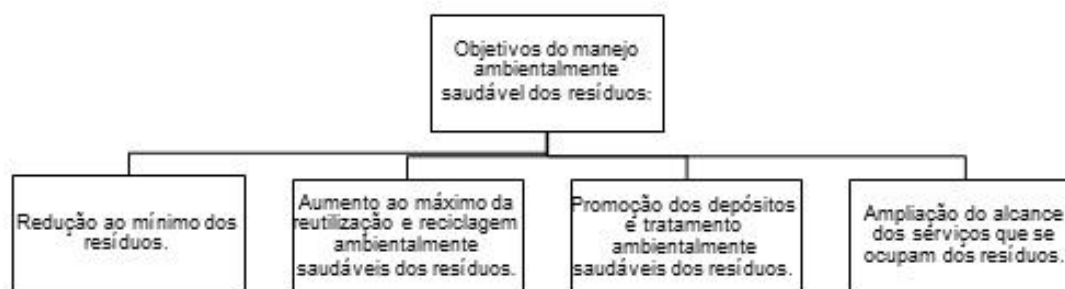 Objetivos do manejo
ambientalmente
saudável dos resíduos:
Redução ao mínimo dos
resíduos.
Aumento ao máximo da
reutilização e reciclagem
ambientalmente
saudáveis dos resíduos.
Promoção dos depósitos
e tratamento
ambientalmente
saudáveis dos resíduos.
Ampliação do alcance
dos serviços que se
ocupam dos resíduos.